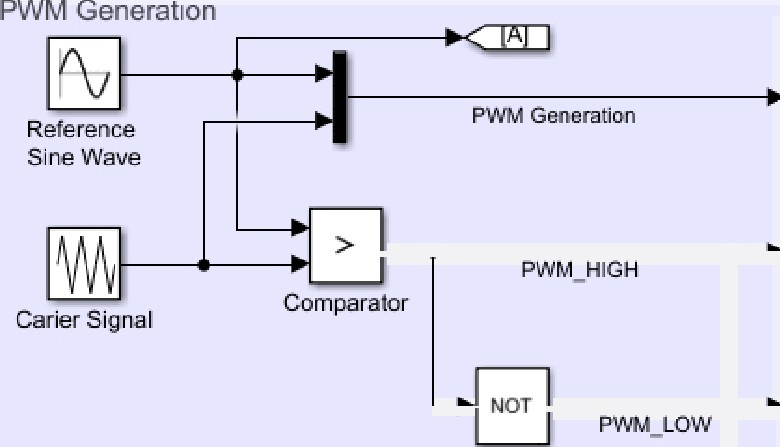 PWM Generation
[A]
Reference
Sine Wave
PWM Generation
>
Carier Signal
Comparator
PWM_HIGH
NOT
PWM_LOW